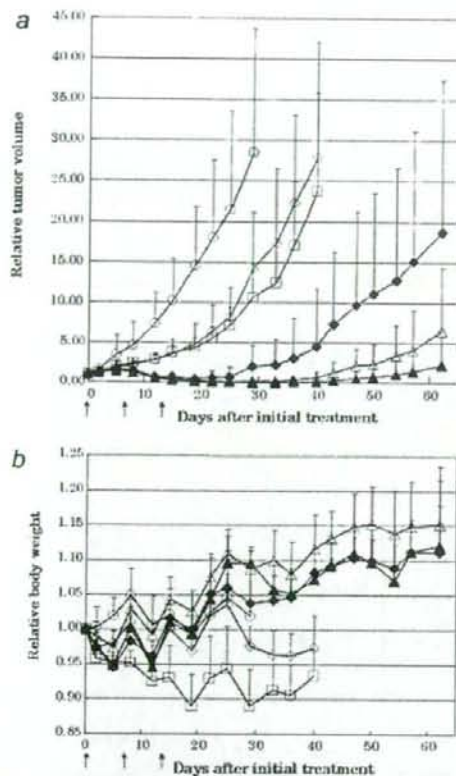 a
45.00
40.00
35.00
30.00
25.00
20.00
15.00
10.00
5.00
0.00
Relative tumor volume
0 10 20 30 40 50 60
Days after initial treatment
b
1.25
1.20
1.15
1.10
1.05
1.00
0.95
0.90
0.85
Relative body weight
0 10 20 30 40 50 60
Days after initial treatment